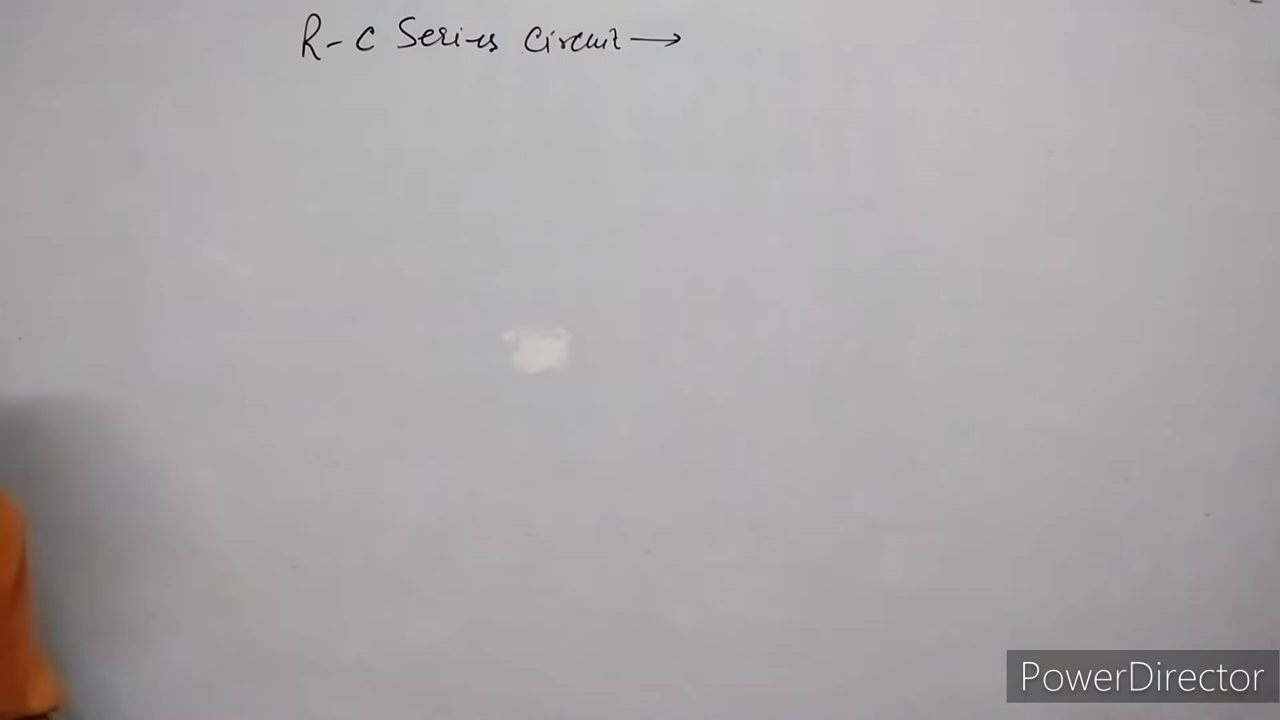 R-C Series Circuit →
PowerDirector